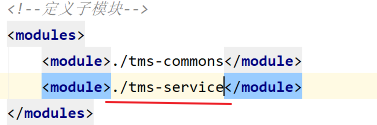 <!--定义子模块-->
<modules>
<module>./tms-commons</module>
<module>./tms-service</module>
</modules>